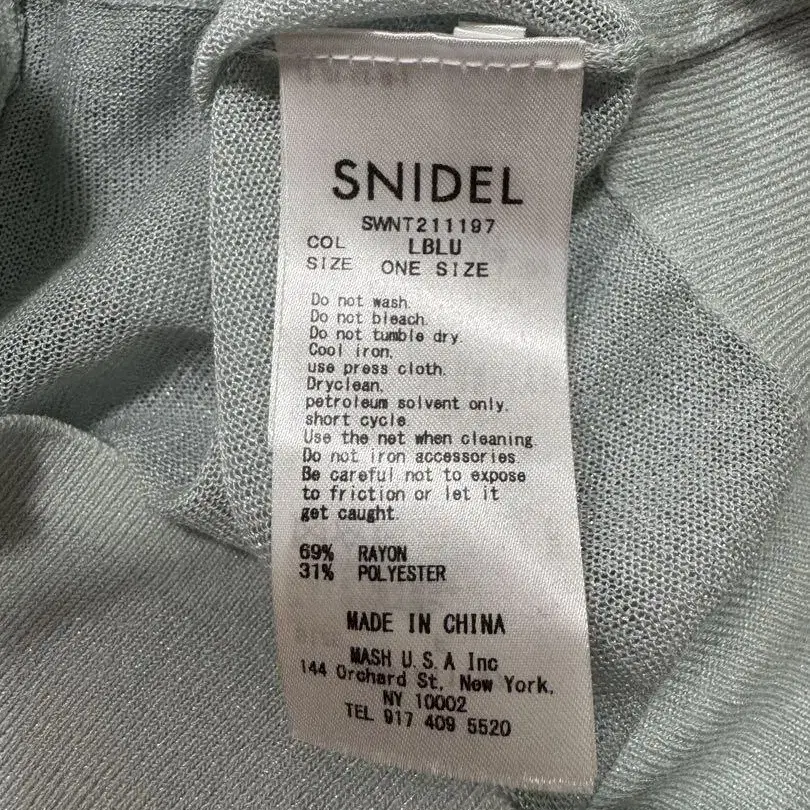 SNIDEL
SWNT211197
COL LBLU
SIZE ONE SIZE
Do not wash.
Do not bleach.
Do not tumble dry.
Cool iron.
use press cloth.
Dryclean.
petroleum solvent only.
short cycle.
Use the net when cleaning.
Do not iron accessories.
Be careful not to expose
to friction or let it
get caught.
69% RAYON
31% POLYESTER
MADE IN CHINA
MASH U.S.A Inc
144 Orchard St, New York,
NY 10002
TEL 917 409 5520